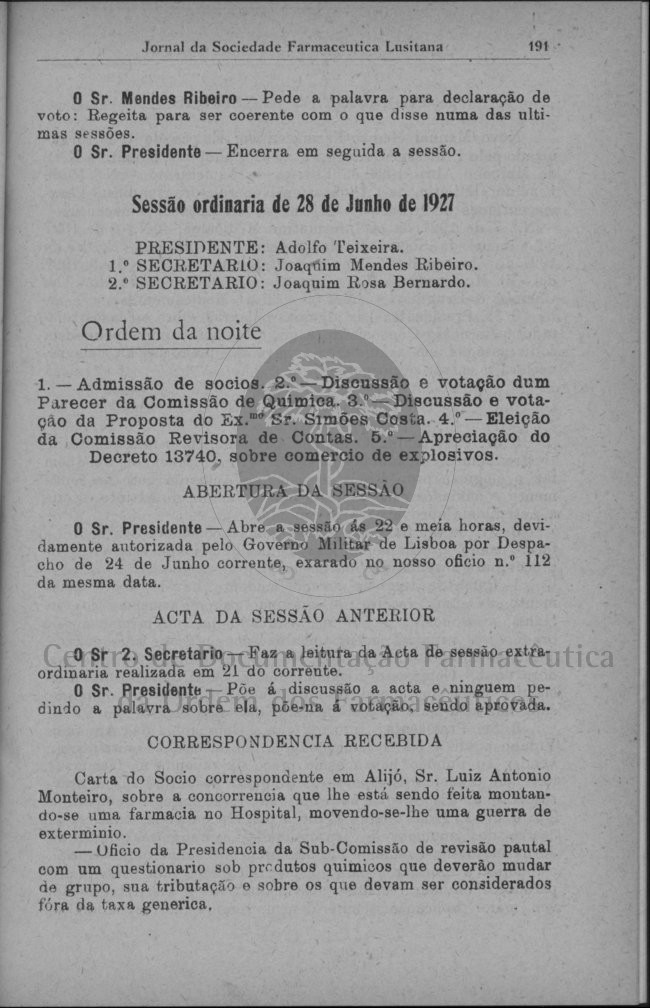 Jornal da Sociedade Farmaceutica Lusitana 191
O Sr. Mendes Ribeiro — Pede a palavra para declaração de
voto: Regeita para ser coerente com o que disse numa das ulti-
mas sessões.
O Sr. Presidente — Encerra em seguida a sessão.
Sessão ordinaria de 28 de Junho de 1927
PRESIDENTE: Adolfo Teixeira.
1.º SECRETARIO: Joaquim Mendes Ribeiro.
2.º SECRETARIO: Joaquim Rosa Bernardo.
Ordem da noite
1. — Admissão de socios. 2.º — Discussão e votação dum
Parecer da Comissão de Quimica. 3.º — Discussão e vota-
ção da Proposta do Ex.mo Sr. Simões Costa. 4.º — Eleição
da Comissão Revisora de Contas. 5.º — Apreciação do
Decreto 13740, sobre comercio de explosivos.
ABERTURA DA SESSÃO
O Sr. Presidente — Abre a sessão ás 22 e meia horas, devi-
damente autorizada pelo Governo Militar de Lisboa por Despa-
cho de 24 de Junho corrente, exarado no nosso oficio n.º 112
da mesma data.
ACTA DA SESSÃO ANTERIOR
O Sr 2. Secretario — Faz a leitura da Acta de sessão extra-
ordinaria realizada em 21 do corrente.
O Sr. Presidente — Põe á discussão a acta e ninguem pe-
dindo a palavra sobre ela, põe-na á votação, sendo aprovada.
Centro de Documentação Farmacêutica
da Ordem dos Farmacêuticos
CORRESPONDENCIA RECEBIDA
Carta do Socio correspondente em Alijó, Sr. Luiz Antonio
Monteiro, sobre a concorrencia que lhe está sendo feita montan-
do-se uma farmacia no Hospital, movendo-se-lhe uma guerra de
exterminio.
— Oficio da Presidencia da Sub-Comissão de revisão pautal
com um questionario sob produtos quimicos que deverão mudar
de grupo, sua tributação e sobre os que devam ser considerados
fóra da taxa generica.